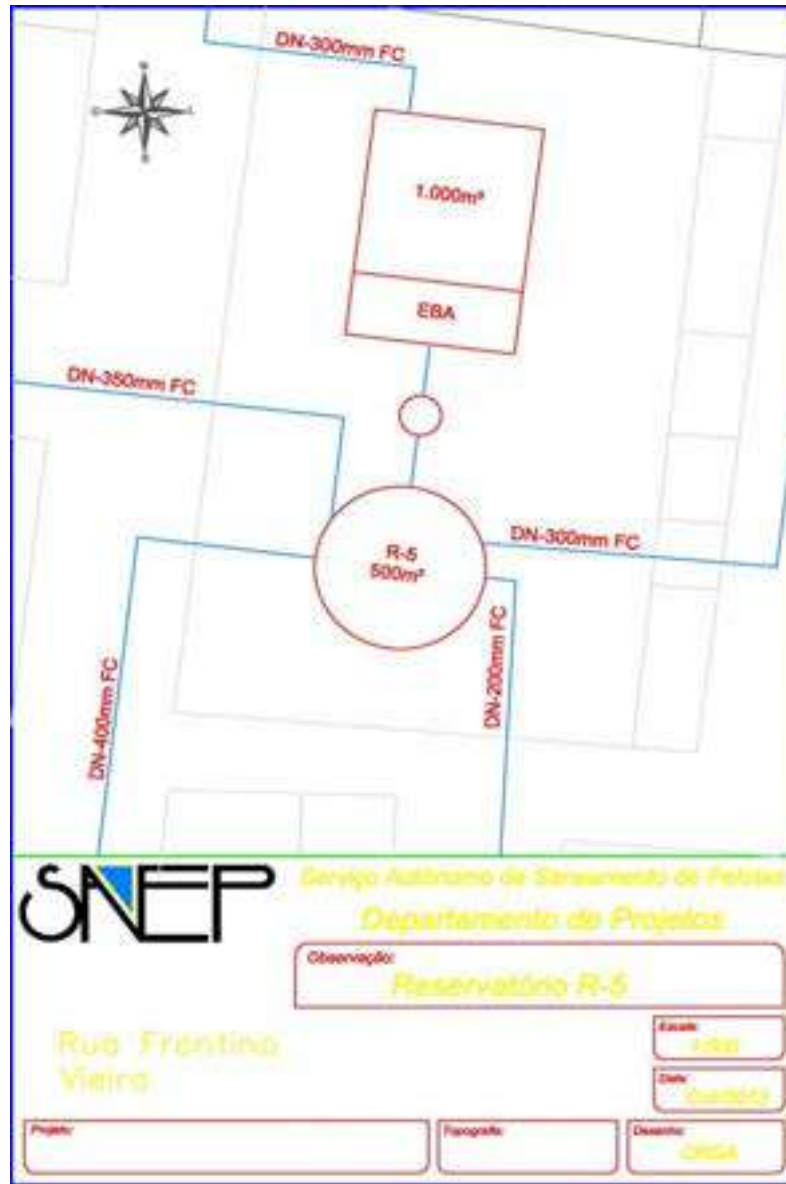 DN-300mm FC
N
S
1.000m³
EBA
DN-350mm FC
R-5
500m³
DN-300mm FC
DN-400mm FC
DN-200mm FC
SNEP
Serviço Autônomo de Saneamento de Pelotas
Departamento de Projetos
Observação:
Reservatório R-5
Rua Frontino
Vieira
Escala:
Data:
Projeto:
Topografia:
Desenho: